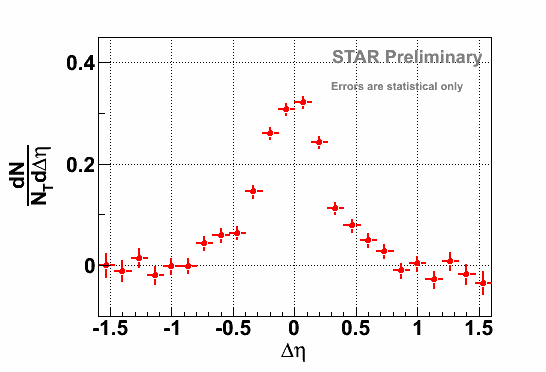 STAR Preliminary
Errors are statistical only
0.4
0.2
0
dN
N_T dΔη
-1.5 -1 -0.5 0 0.5 1 1.5
Δη